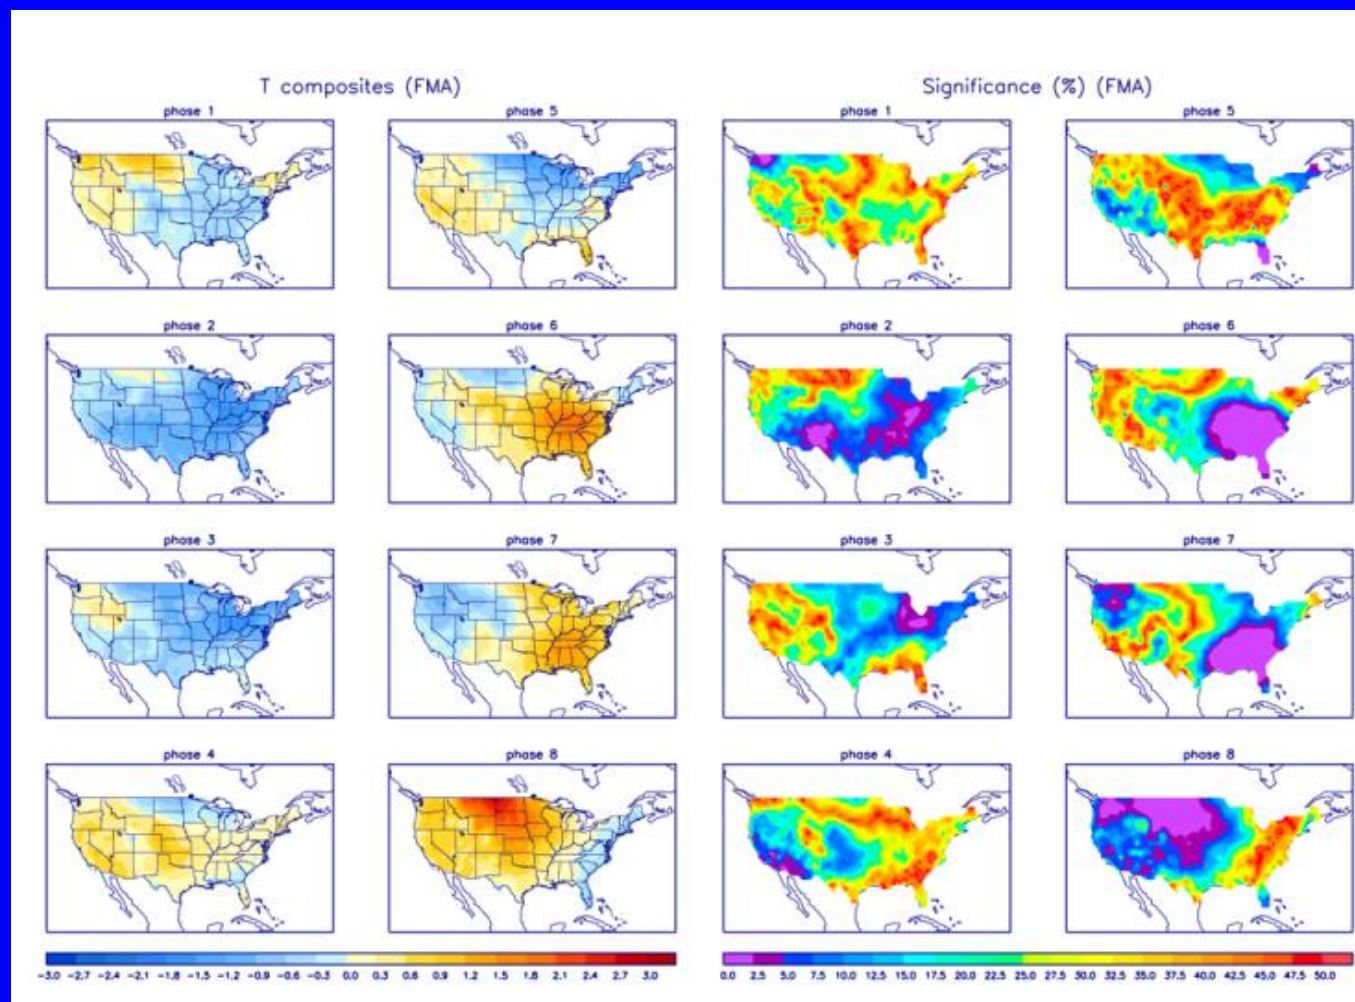 T composites (FMA)
Significance (%) (FMA)
phase 1
phase 5
phase 1
phase 5
phase 2
phase 6
phase 2
phase 6
phase 3
phase 7
phase 3
phase 7
phase 4
phase 8
phase 4
phase 8
-3.0 -2.7 -2.4 -2.1 -1.8 -1.5 -1.2 -0.9 -0.6 -0.3 0.0 0.3 0.6 0.9 1.2 1.5 1.8 2.1 2.4 2.7 3.0
0.0 2.5 5.0 7.5 10.0 12.5 15.0 17.5 20.0 22.5 25.0 27.5 30.0 32.5 35.0 37.5 40.0 42.5 45.0 47.5 50.0